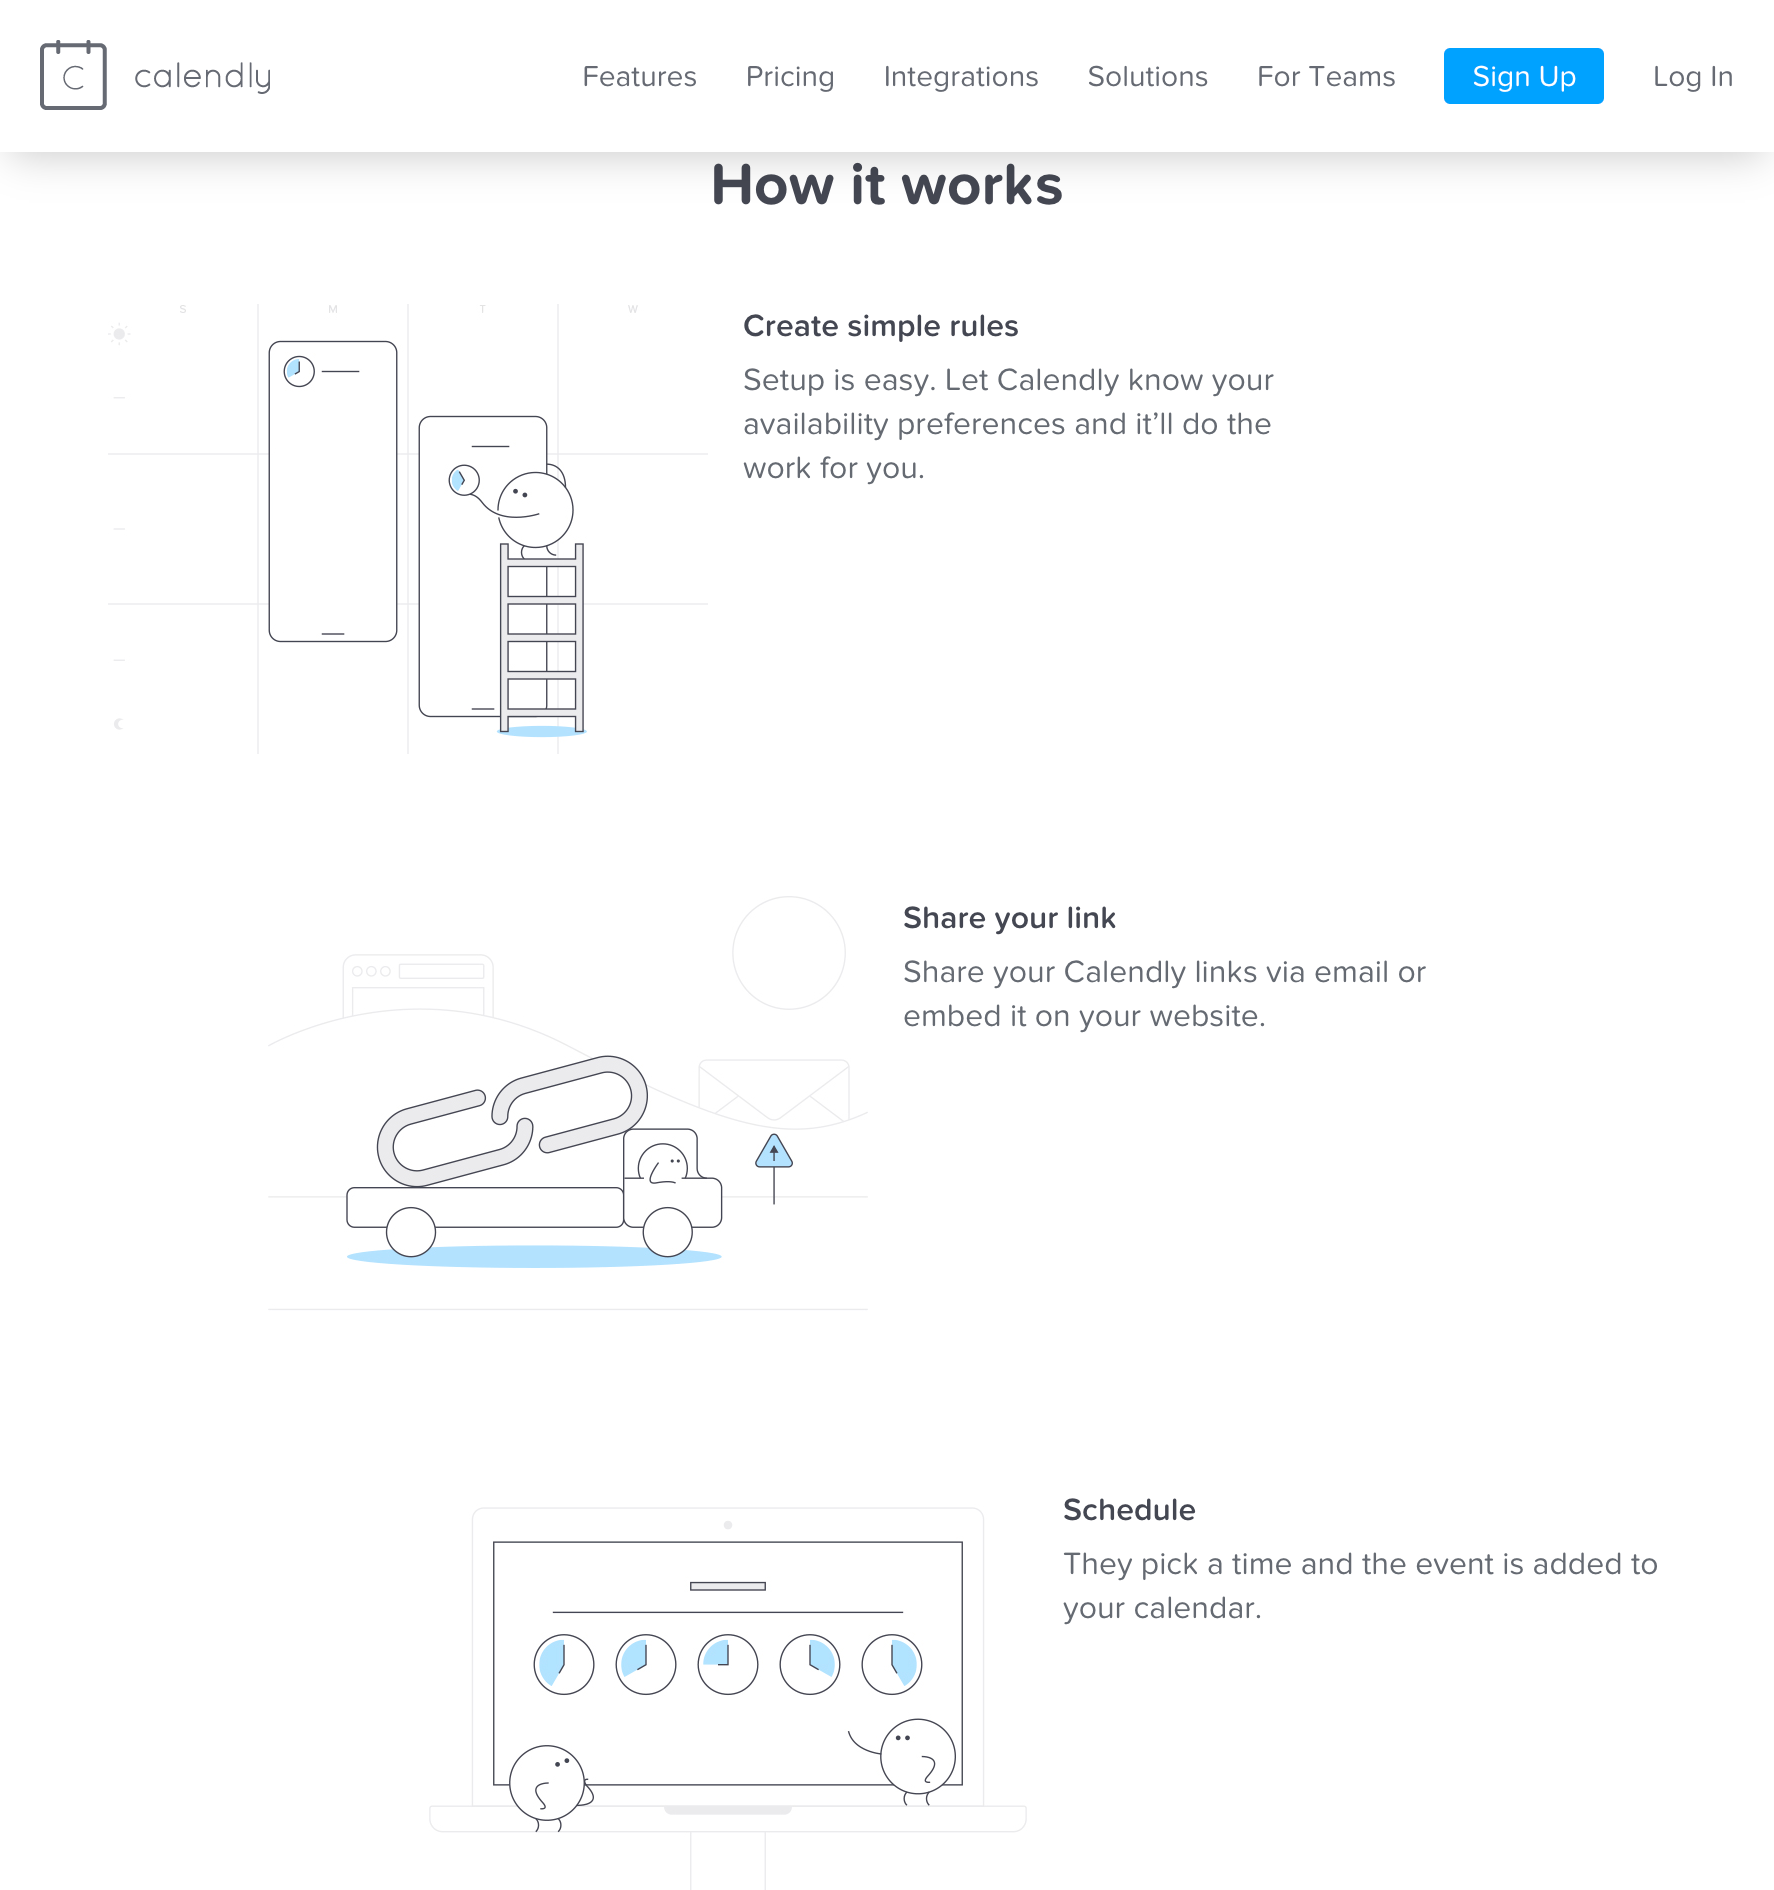 C
calendly
Features
Pricing
Integrations
Solutions
For Teams
Sign Up
Log In
How it works
S
M
T
W
Create simple rules
Setup is easy. Let Calendly know your
availability preferences and it’ll do the
work for you.
Share your link
Share your Calendly links via email or
embed it on your website.
Schedule
They pick a time and the event is added to
your calendar.